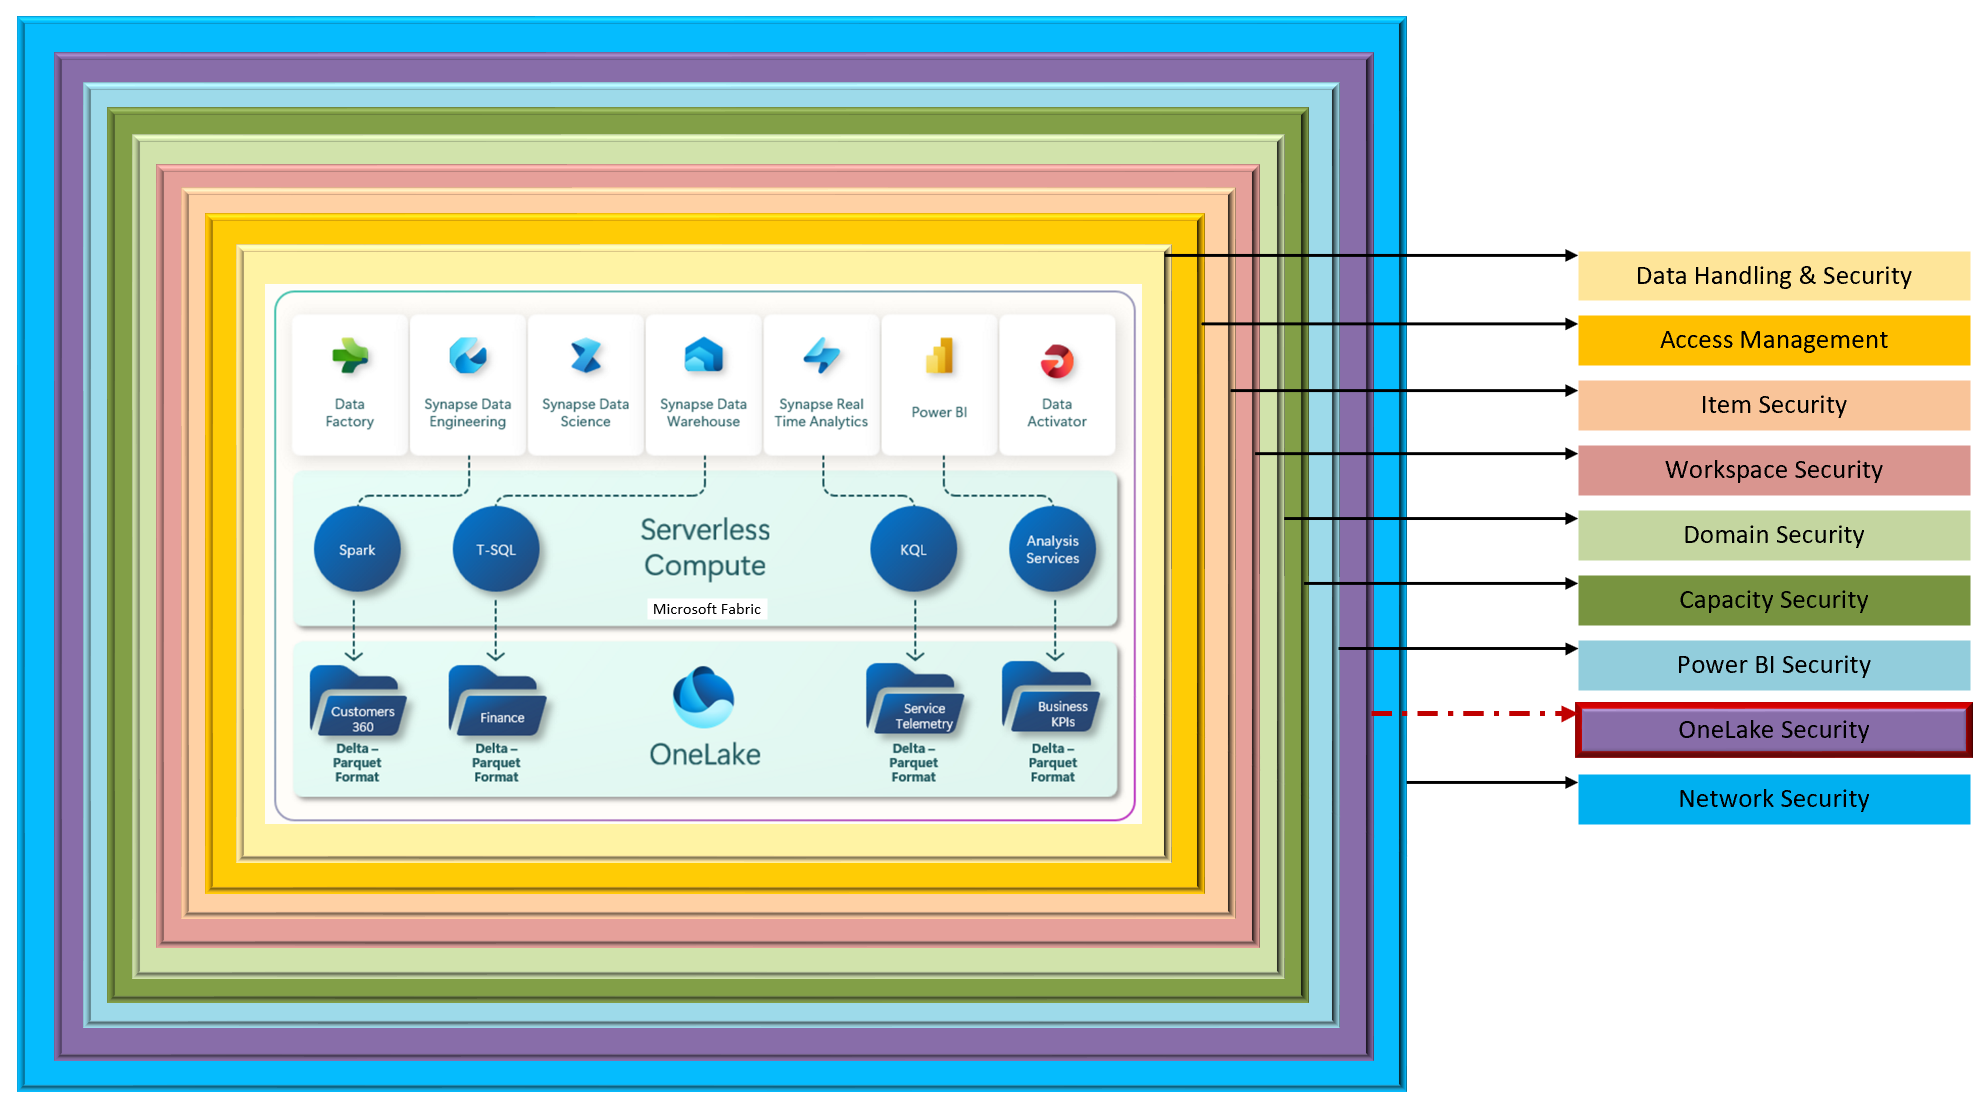 Data Handling & Security
Access Management
Item Security
Workspace Security
Domain Security
Capacity Security
Power BI Security
OneLake Security
Network Security
Data
Factory
Synapse Data
Engineering
Synapse Data
Science
Synapse Data
Warehouse
Synapse Real
Time Analytics
Power BI
Data
Activator
Serverless
Compute
Microsoft Fabric
Spark
T-SQL
KQL
Analysis
Services
Customers
360
Delta –
Parquet
Format
Finance
Delta –
Parquet
Format
OneLake
Service
Telemetry
Delta –
Parquet
Format
Business
KPIs
Delta –
Parquet
Format